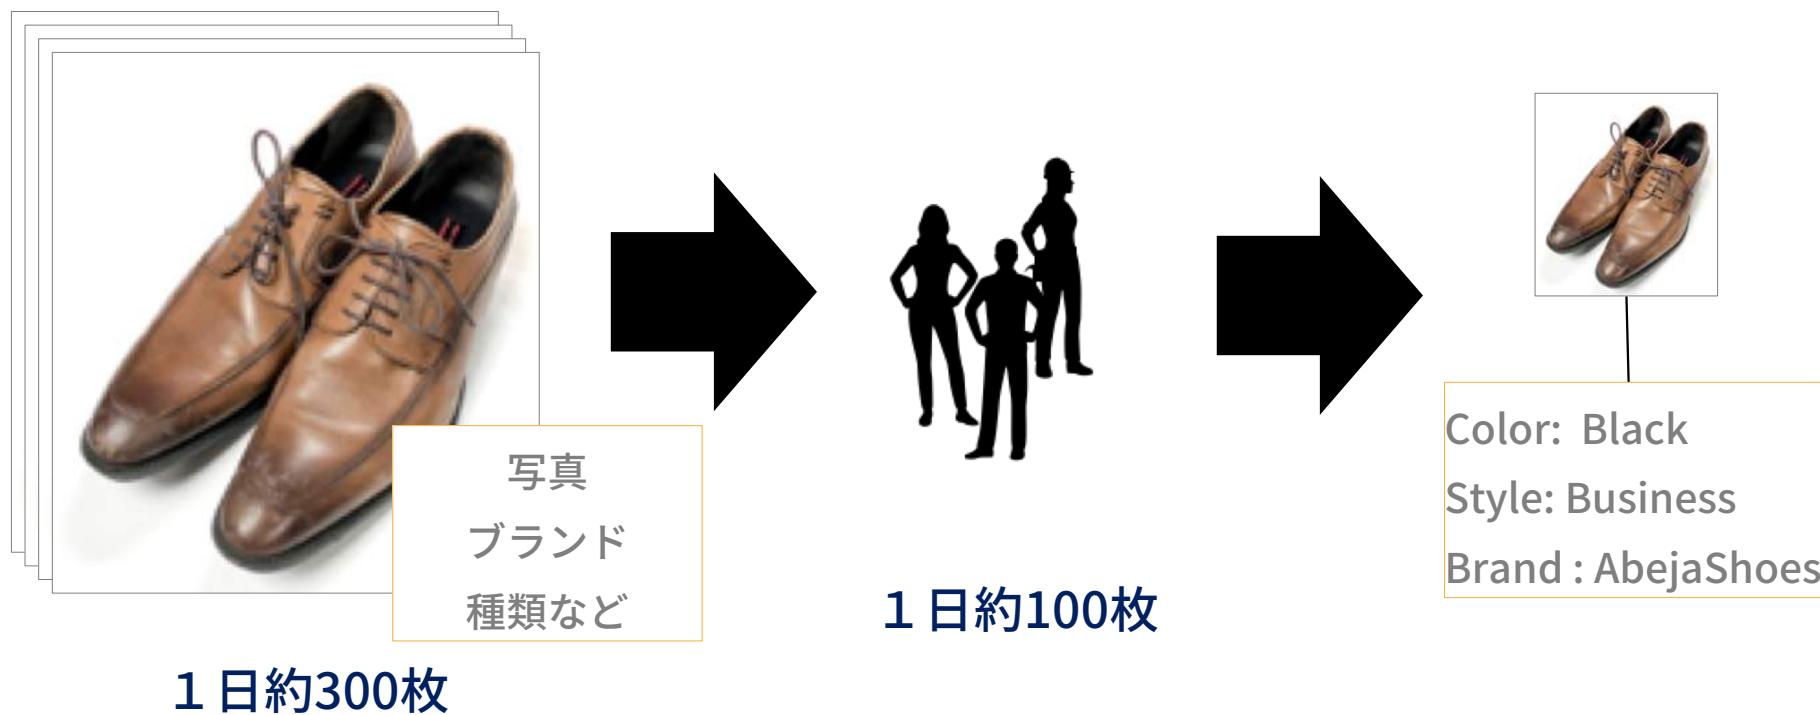 写真
ブランド
種類など
１日約300枚
１日約100枚
Color: Black
Style: Business
Brand : AbejaShoes